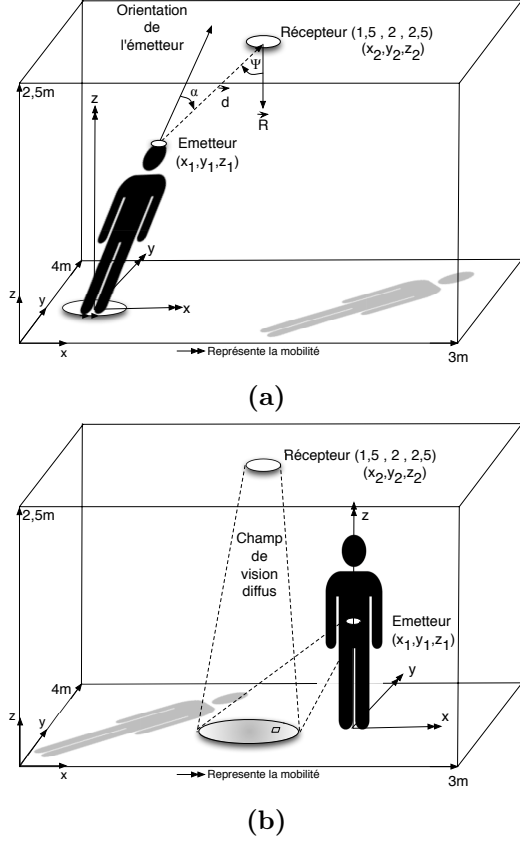 Orientation
de
l'émetteur
Récepteur (1,5 , 2 , 2,5)
(x2,y2,z2)
2,5m
z
α
Ψ
d
R
Emetteur
(x1,y1,z1)
y
4m
z
y
x
x
Représente la mobilité
3m
(a)
Récepteur (1,5 , 2 , 2,5)
(x2,y2,z2)
2,5m
z
Champ
de
vision
diffus
Emetteur
(x1,y1,z1)
y
4m
z
y
x
x
Represente la mobilité
3m
(b)